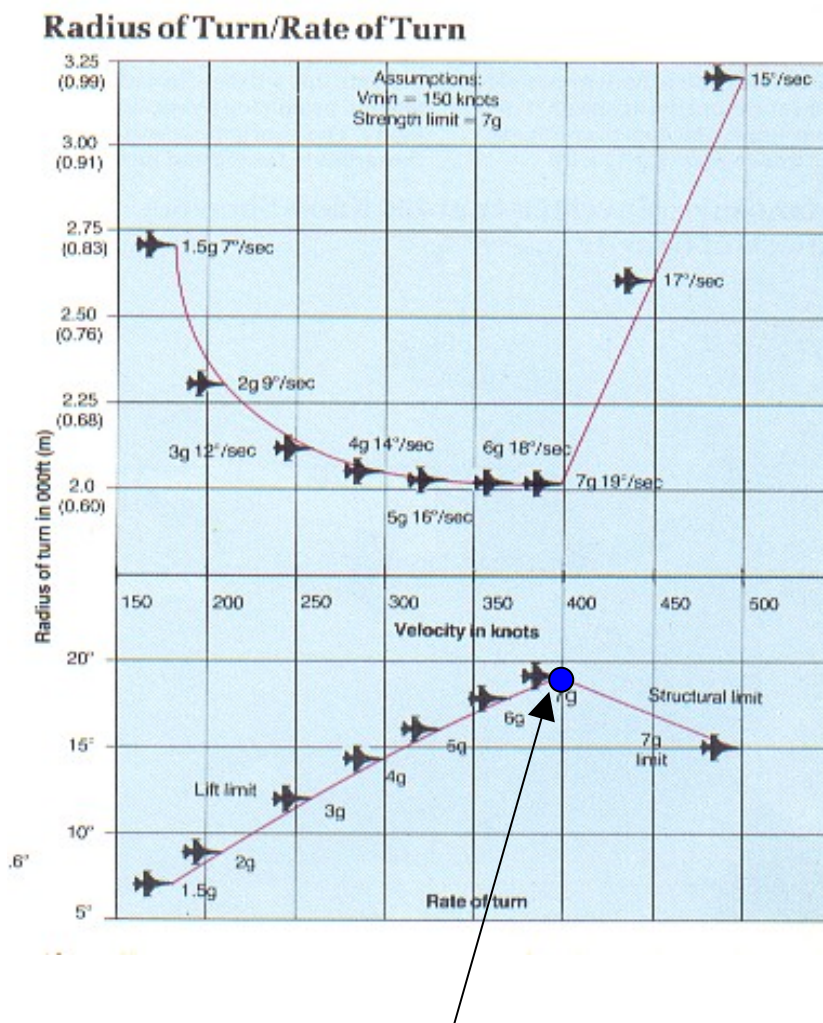 Radius of Turn/Rate of Turn
3.25
(0.99)
Assumptions:
Vmin = 150 knots
Strength limit = 7g
15°/sec
3.00
(0.91)
2.75
(0.83)
1.5g 7°/sec
17°/sec
2.50
(0.76)
2g 9°/sec
2.25
(0.68)
3g 12°/sec
4g 14°/sec
6g 18°/sec
2.0
(0.60)
7g 19°/sec
5g 16°/sec
Radius of turn in 000ft (m)
150 200 250 300 350 400 450 500
Velocity in knots
20°
Structural limit
7g
6g
7g
limit
15°
5g
4g
Lift limit
3g
10°
2g
.6°
1.5g
5°
Rate of turn